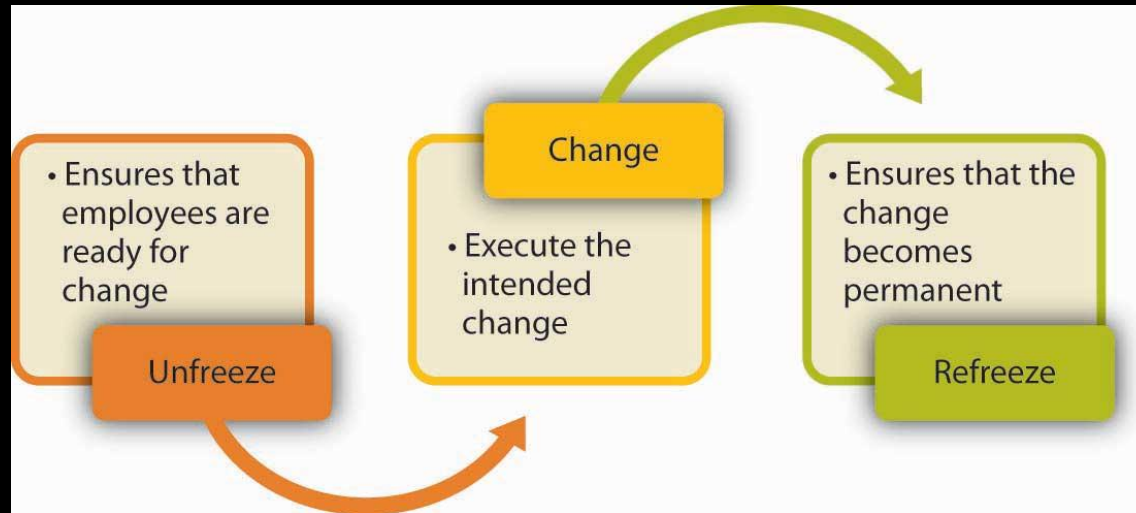 • Ensures that
employees are
ready for
change
Unfreeze
Change
• Execute the
intended
change
• Ensures that the
change
becomes
permanent
Refreeze